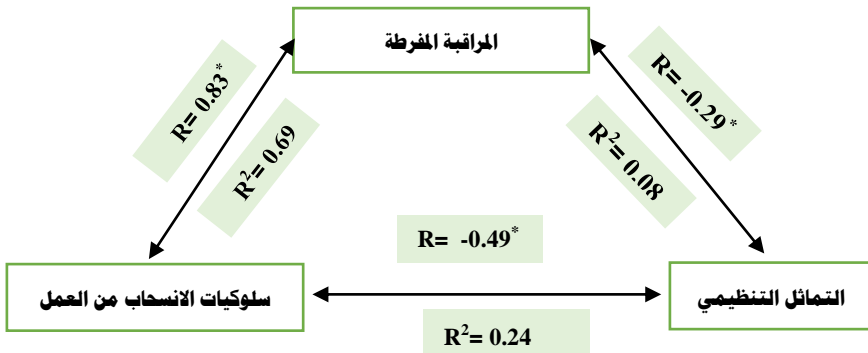 المراقبة المفرطة
R= 0.83*
R²= 0.69
R= -0.29*
R²= 0.08
R= -0.49*
سلوكيات الانسحاب من العمل
التماثل التنظيمي
R²= 0.24